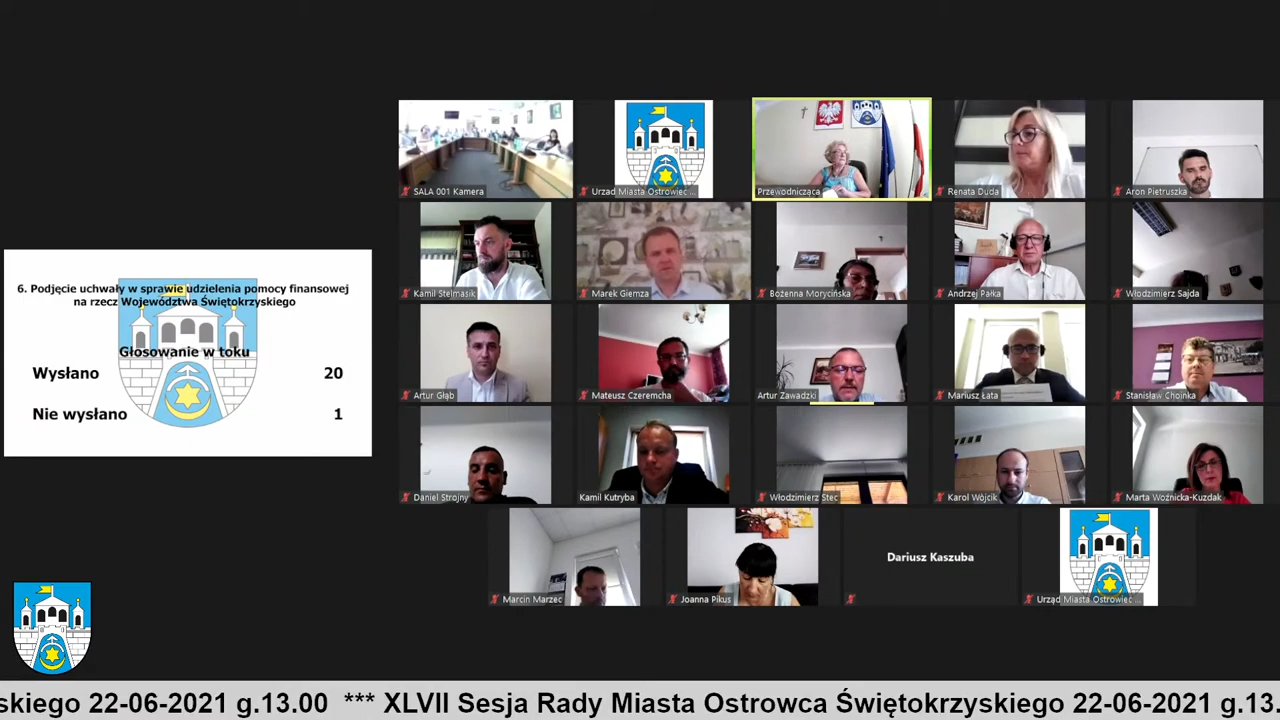 SALA 001 Kamera
Urzad Miasta Ostrowiec ...
Przewodnicząca
Renata Duda
Aron Pietruszka
Kamil Stelmasik
Marek Giemza
Bożenna Morycińska
Andrzej Pałka
Włodzimierz Sajda
6. Podjęcie uchwały w sprawie udzielenia pomocy finansowej
na rzecz Województwa Świętokrzyskiego
Głosowanie w toku
Wysłano 20
Nie wysłano 1
Artur Głąb
Mateusz Czeremcha
Artur Zawadzki
Mariusz Łata
Stanisław Choinka
Daniel Strojny
Kamil Kutryba
Włodzimierz Stec
Karol Wójcik
Marta Woźnicka-Kuzdak
Marcin Marzec
Joanna Pikus
Dariusz Kaszuba
Urząd Miasta Ostrowiec ...
skiego 22-06-2021 g.13.00 *** XLVII Sesja Rady Miasta Ostrowca Świętokrzyskiego 22-06-2021 g.13.